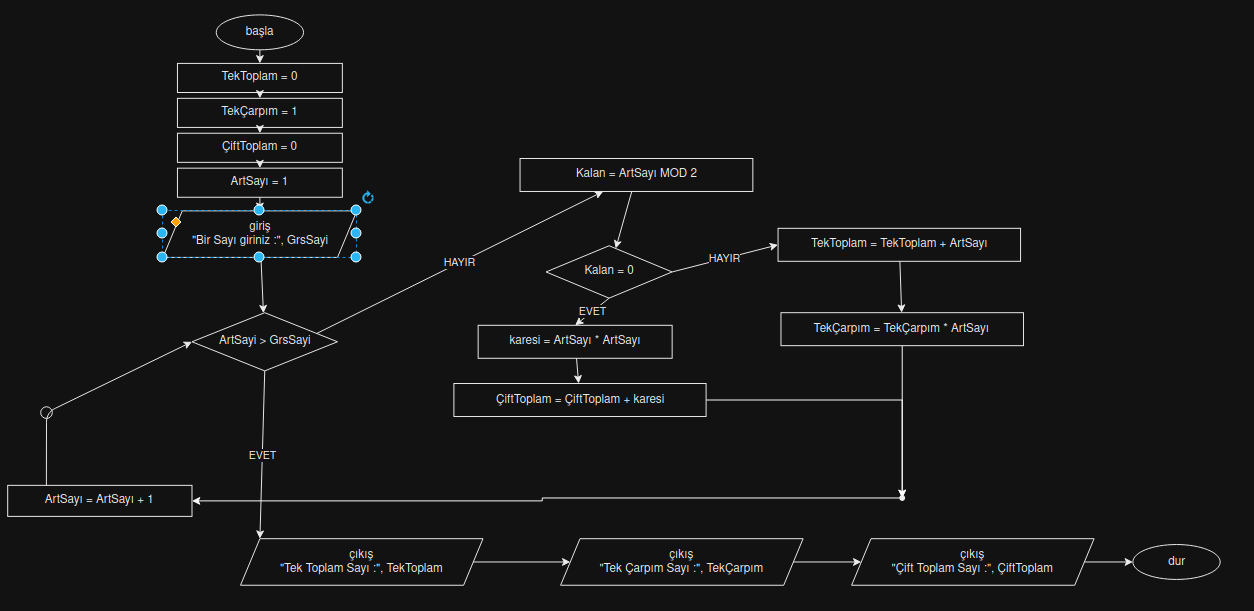 başla
TekToplam = 0
TekÇarpım = 1
ÇiftToplam = 0
ArtSayı = 1
giriş
"Bir Sayı giriniz :", GrsSayi
ArtSayi > GrsSayi
HAYIR
Kalan = ArtSayı MOD 2
Kalan = 0
HAYIR
TekToplam = TekToplam + ArtSayı
TekÇarpım = TekÇarpım * ArtSayı
EVET
karesi = ArtSayı * ArtSayı
ÇiftToplam = ÇiftToplam + karesi
ArtSayı = ArtSayı + 1
EVET
çıkış
"Tek Toplam Sayı :", TekToplam
çıkış
"Tek Çarpım Sayı :", TekÇarpım
çıkış
"Çift Toplam Sayı :", ÇiftToplam
dur